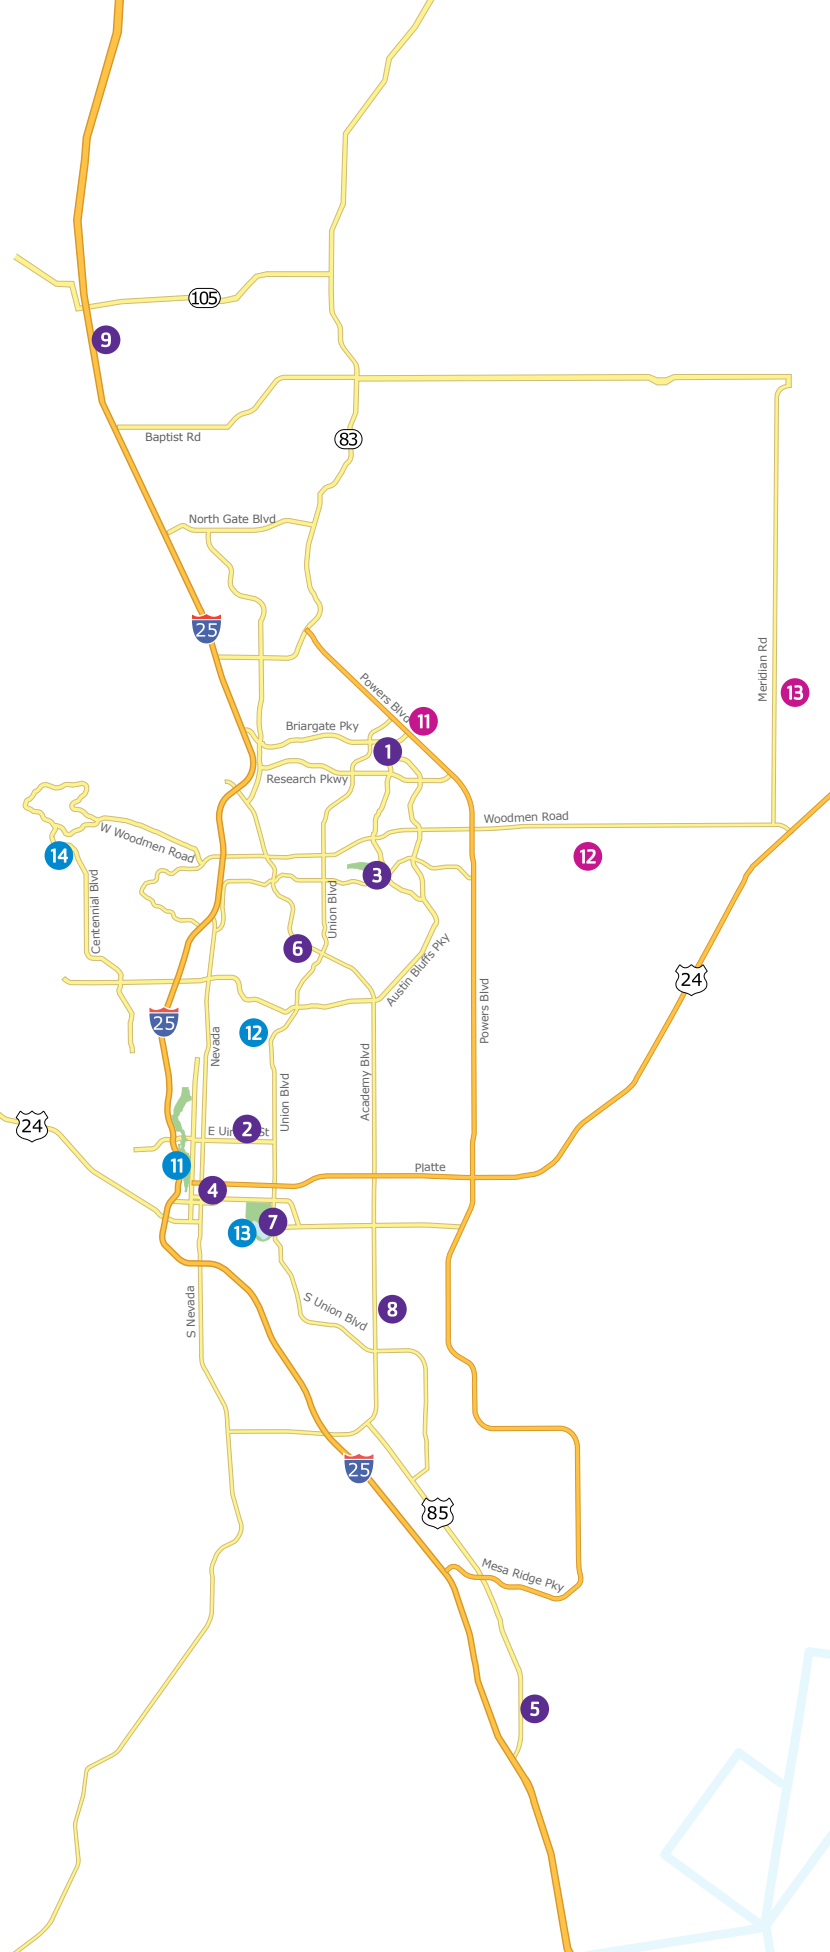 105
9
Baptist Rd
83
North Gate Blvd
25
Meridian Rd
13
Powers Blvd
11
Briargate Pky
1
Research Pkwy
Woodmen Road
W Woodmen Road
14
12
3
Centennial Blvd
Union Blvd
6
Austin Bluffs Pky
24
Powers Blvd
25
12
Nevada
Academy Blvd
Union Blvd
24
2
11
Platte
4
7
13
S Nevada
S Union Blvd
8
25
85
Mesa Ridge Pky
5